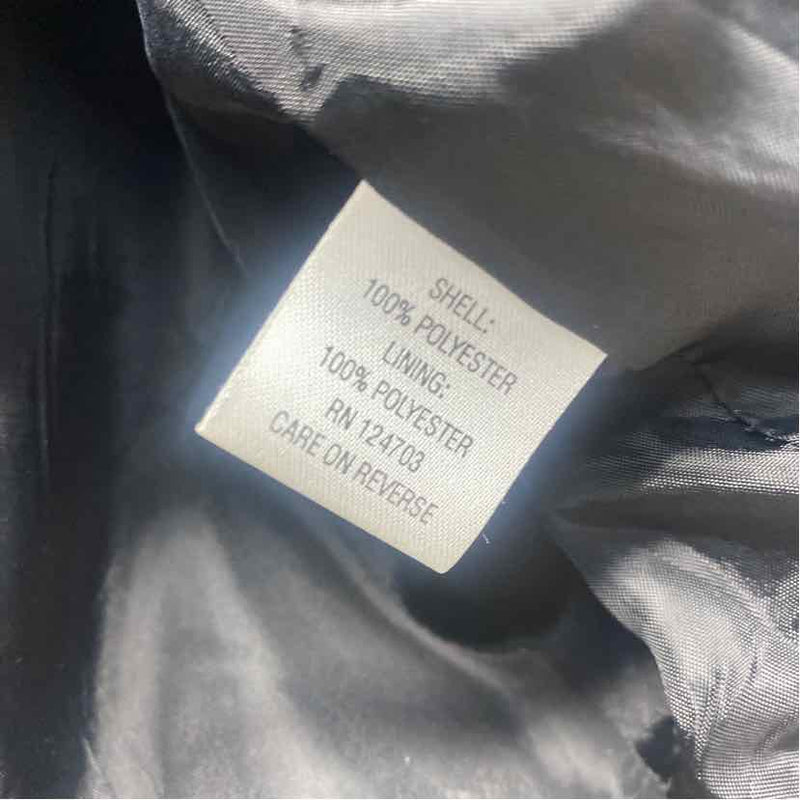 SHELL:
100% POLYESTER
LINING:
100% POLYESTER
RN 124703
CARE ON REVERSE